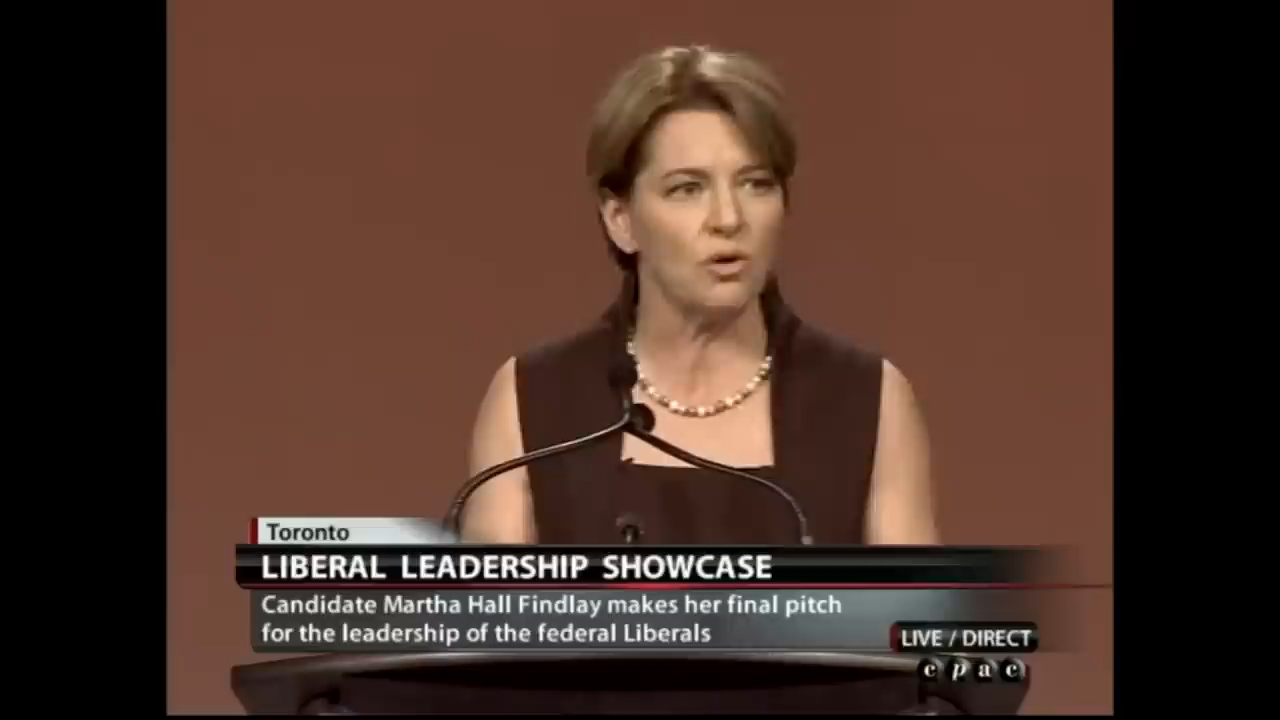 Toronto
LIBERAL LEADERSHIP SHOWCASE
Candidate Martha Hall Findlay makes her final pitch
for the leadership of the federal Liberals
LIVE / DIRECT
cpac